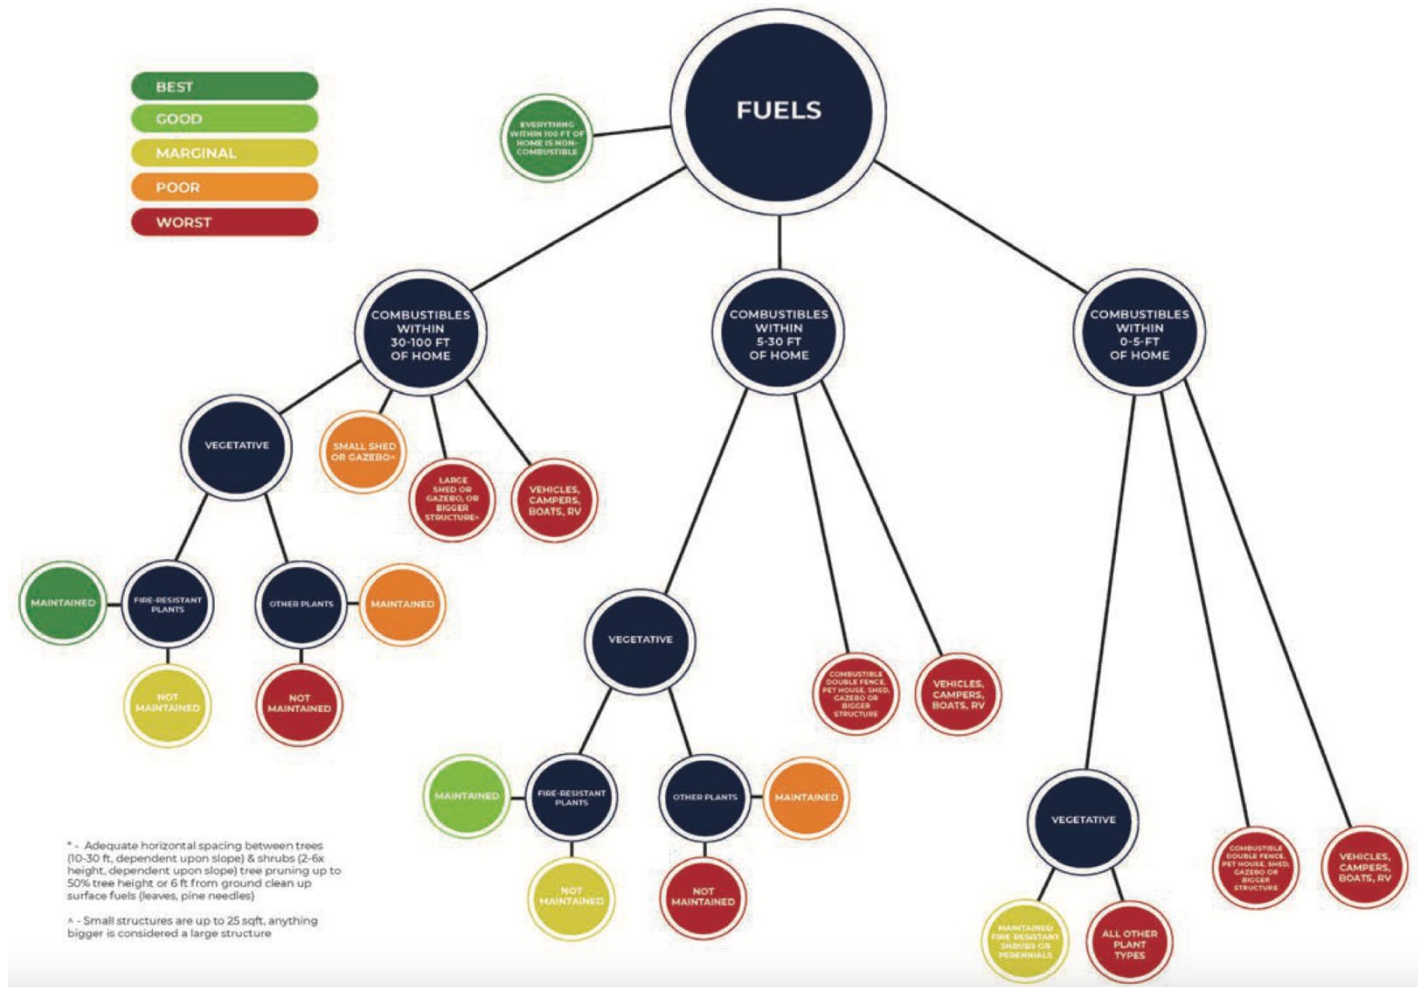 BEST
GOOD
MARGINAL
POOR
WORST
FUELS
EVERYTHING
WITHIN 100 FT OF
HOME IS NON-
COMBUSTIBLE
COMBUSTIBLES
WITHIN
30-100 FT
OF HOME
COMBUSTIBLES
WITHIN
5-30 FT
OF HOME
COMBUSTIBLES
WITHIN
0-5-FT
OF HOME
VEGETATIVE
SMALL SHED
OR GAZEBO^
LARGE
SHED OR
GAZEBO, OR
BIGGER
STRUCTURE^
VEHICLES,
CAMPERS,
BOATS, RV
MAINTAINED
FIRE-RESISTANT
PLANTS
OTHER PLANTS
MAINTAINED
NOT
MAINTAINED
NOT
MAINTAINED
VEGETATIVE
COMBUSTIBLE
DOUBLE FENCE,
PET HOUSE, SHED,
GAZEBO OR
BIGGER
STRUCTURE
VEHICLES,
CAMPERS,
BOATS, RV
MAINTAINED
FIRE-RESISTANT
PLANTS
OTHER PLANTS
MAINTAINED
NOT
MAINTAINED
NOT
MAINTAINED
VEGETATIVE
COMBUSTIBLE
DOUBLE FENCE,
PET HOUSE, SHED,
GAZEBO OR
BIGGER
STRUCTURE
VEHICLES,
CAMPERS,
BOATS, RV
MAINTAINED
FIRE-RESISTANT
SHRUBS OR
PERENNIALS
ALL OTHER
PLANT
TYPES
* - Adequate horizontal spacing between trees
(10-30 ft, dependent upon slope) & shrubs (2-6x
height, dependent upon slope) tree pruning up to
50% tree height or 6 ft from ground clean up
surface fuels (leaves, pine needles)
^ - Small structures are up to 25 sqft, anything
bigger is considered a large structure